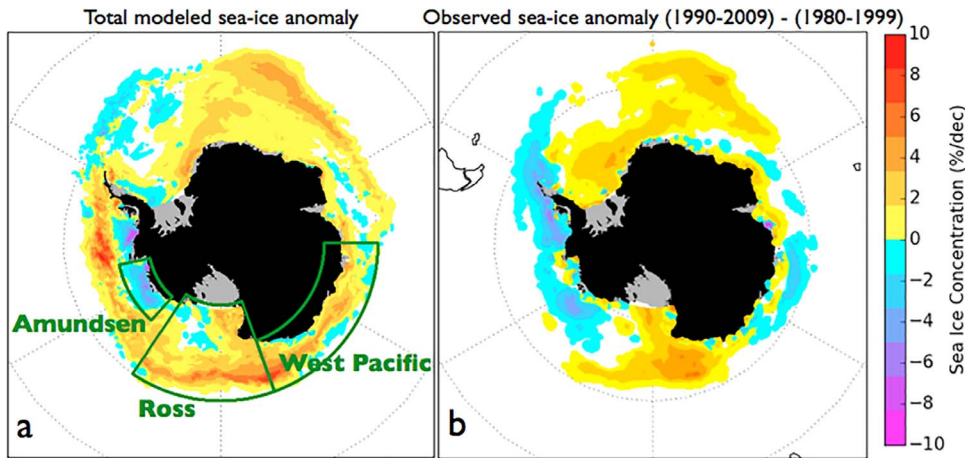 Total modeled sea-ice anomaly
Observed sea-ice anomaly (1990-2009) - (1980-1999)
Amundsen
West Pacific
Ross
a
b
10
8
6
4
2
0
−2
−4
−6
−8
−10
Sea Ice Concentration (%/dec)